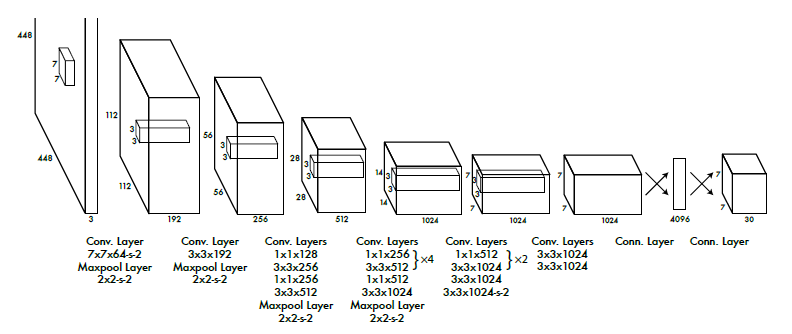 448
7
7
448
3
112
3
3
112
192
56
3
3
56
256
28
3
3
28
512
14
3
3
14
1024
7
3
3
7
1024
7
7
1024
4096
7
7
30
Conv. Layer
7x7x64-s-2
Maxpool Layer
2x2-s-2
Conv. Layer
3x3x192
Maxpool Layer
2x2-s-2
Conv. Layers
1x1x128
3x3x256
1x1x256
3x3x512
Maxpool Layer
2x2-s-2
Conv. Layers
1x1x256
3x3x512
}×4
1x1x512
3x3x1024
Maxpool Layer
2x2-s-2
Conv. Layers
1x1x512
3x3x1024
}×2
3x3x1024
3x3x1024-s-2
Conv. Layers
3x3x1024
3x3x1024
Conn. Layer
Conn. Layer